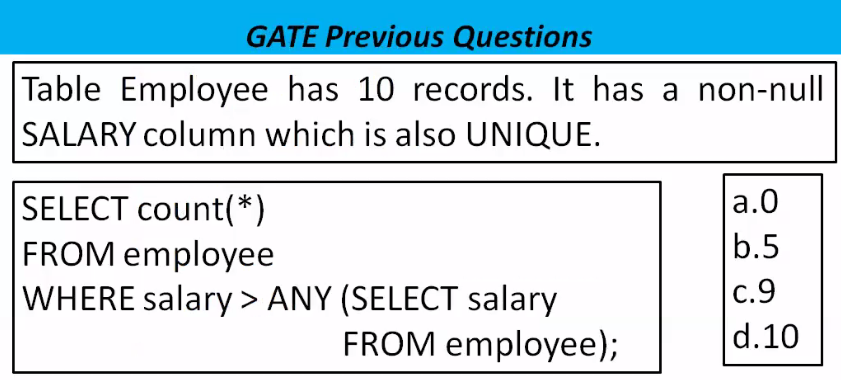 GATE Previous Questions
Table Employee has 10 records. It has a non-null
SALARY column which is also UNIQUE.
SELECT count(*)
FROM employee
WHERE salary > ANY (SELECT salary
FROM employee);
a.0
b.5
c.9
d.10